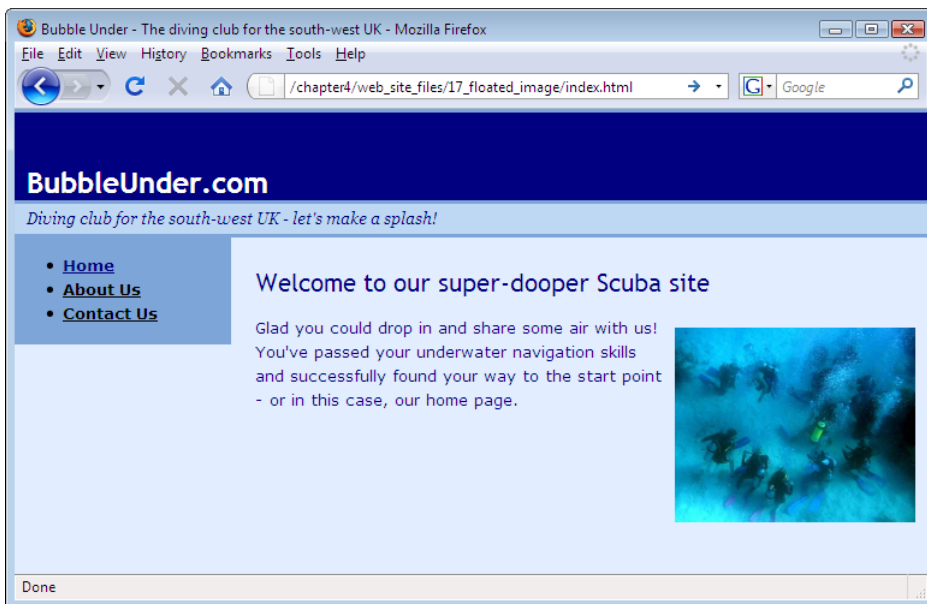 Bubble Under - The diving club for the south-west UK - Mozilla Firefox
File Edit View History Bookmarks Tools Help
/chapter4/web_site_files/17_floated_image/index.html
G Google
BubbleUnder.com
Diving club for the south-west UK - let's make a splash!
Home
About Us
Contact Us
Welcome to our super-dooper Scuba site
Glad you could drop in and share some air with us!
You've passed your underwater navigation skills
and successfully found your way to the start point
- or in this case, our home page.
Done